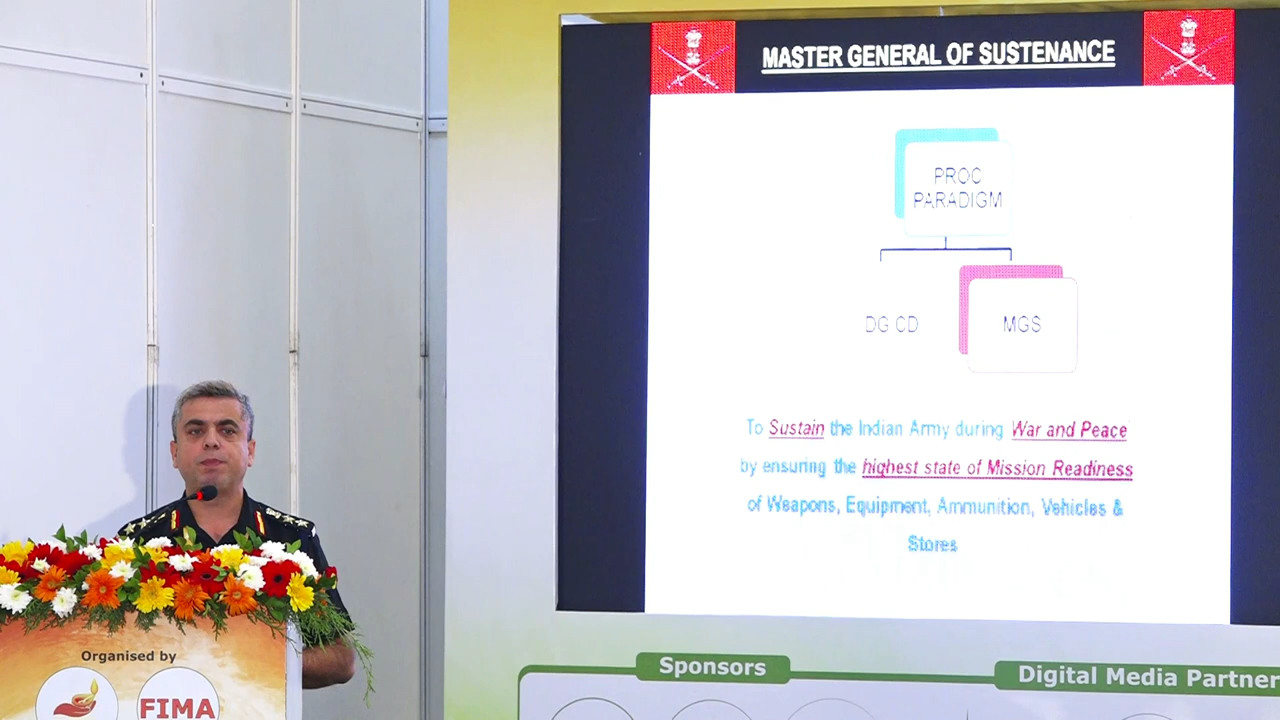 MASTER GENERAL OF SUSTENANCE
PROC
PARADIGM
DG CD
MGS
To Sustain the Indian Army during War and Peace
by ensuring the highest state of Mission Readiness
of Weapons, Equipment, Ammunition, Vehicles &
Stores
Organised by
FIMA
Sponsors
Digital Media Partner